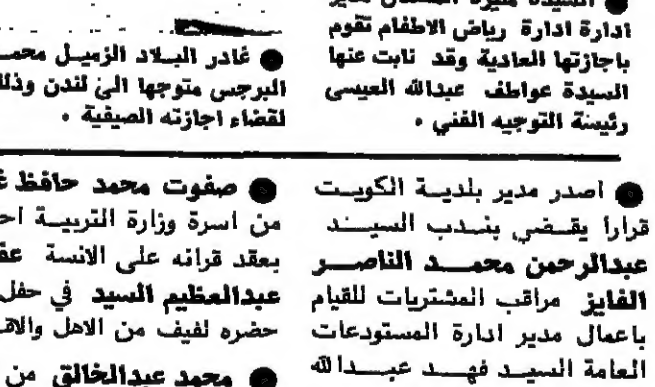 ادارة ادارة رياض الاطفام تقوم
باجازتها العادية وقد نابت عنها
السيدة عواطف عبدالله العيسى
رئيسة التوجيه الفني •
● اصدر مدير بلدية الكويت
قرارا يقضي بندب السيد
عبدالرحمن محمد الناصر
الفايز مراقب المشتريات للقيام
باعمال مدير ادارة المستودعات
العامة السيد فهد عبدالله
● غادر البلاد الزميل محمـ
البرجس متوجها الى لندن وذلك
لقضاء اجازته الصيفية •
● صفوت محمد حافظ
من اسرة وزارة التربية
بعقد قرانه على الانسة
عبدالعظيم السيد في حفل
حضره لفيف من الاهل
● محمد عبدالخالق من